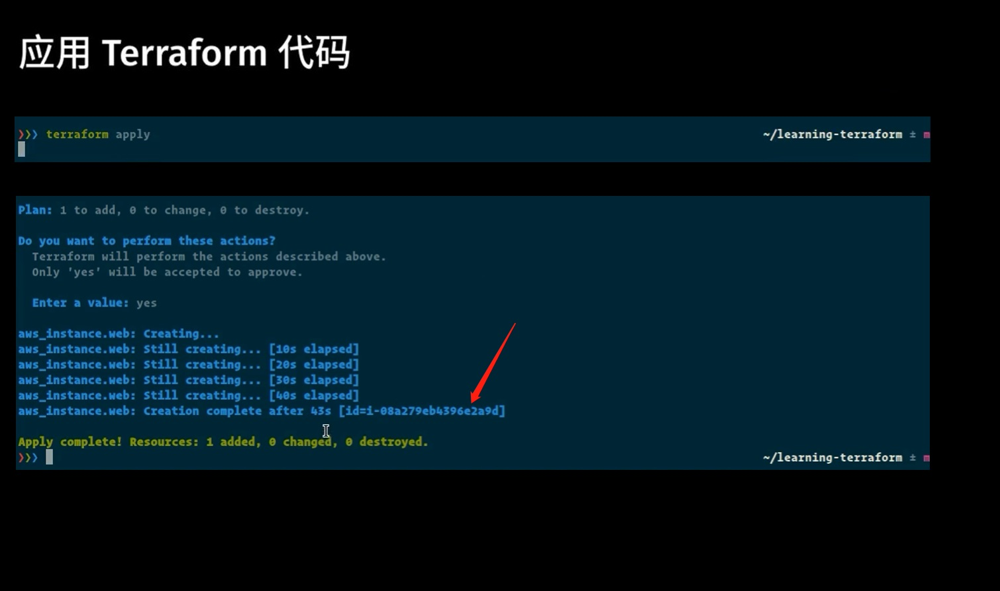 应用 Terraform 代码
❯❯❯ terraform apply ~/learning-terraform ± m
Plan: 1 to add, 0 to change, 0 to destroy.
Do you want to perform these actions?
Terraform will perform the actions described above.
Only 'yes' will be accepted to approve.
Enter a value: yes
aws_instance.web: Creating...
aws_instance.web: Still creating... [10s elapsed]
aws_instance.web: Still creating... [20s elapsed]
aws_instance.web: Still creating... [30s elapsed]
aws_instance.web: Still creating... [40s elapsed]
aws_instance.web: Creation complete after 43s [id=i-08a279eb4396e2a9d]
Apply complete! Resources: 1 added, 0 changed, 0 destroyed.
❯❯❯ ~/learning-terraform ± m